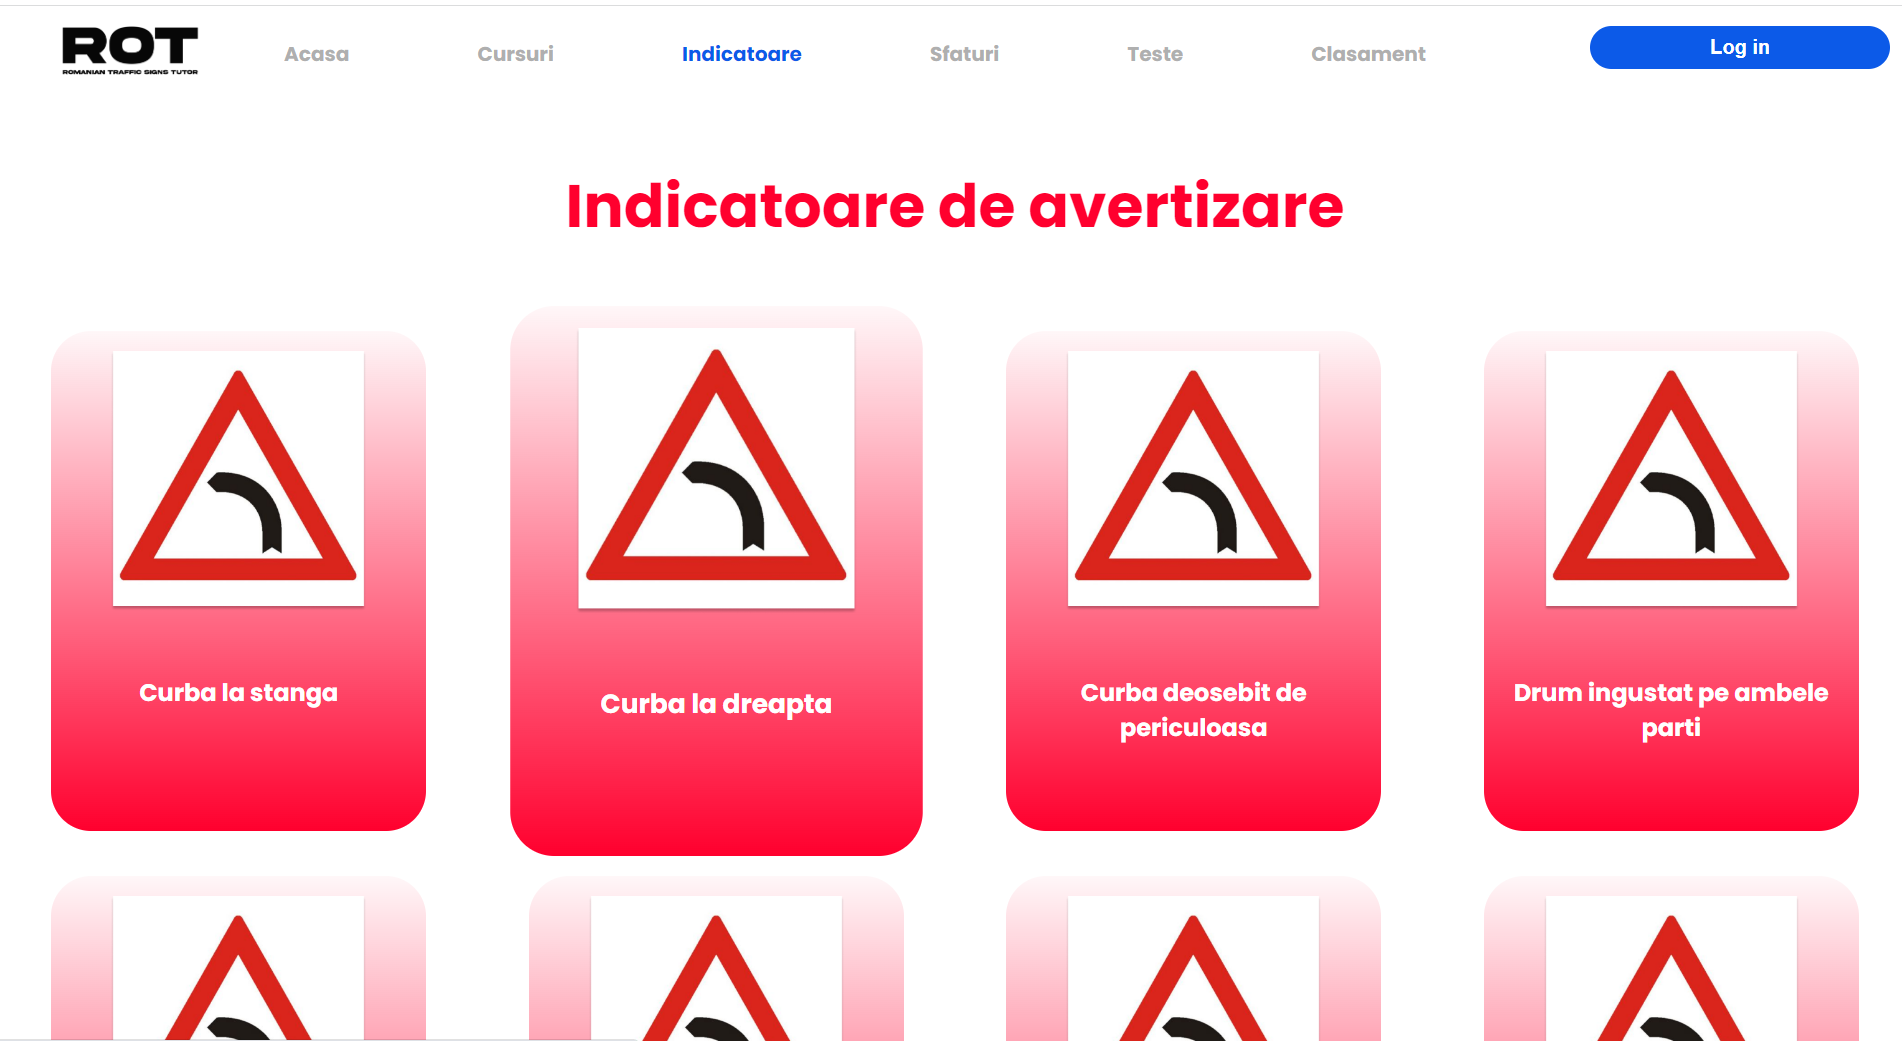 ROT
ROMANIAN TRAFFIC SIGNS TUTOR
Acasa
Cursuri
Indicatoare
Sfaturi
Teste
Clasament
Log in
Indicatoare de avertizare
Curba la stanga
Curba la dreapta
Curba deosebit de
periculoasa
Drum ingustat pe ambele
parti